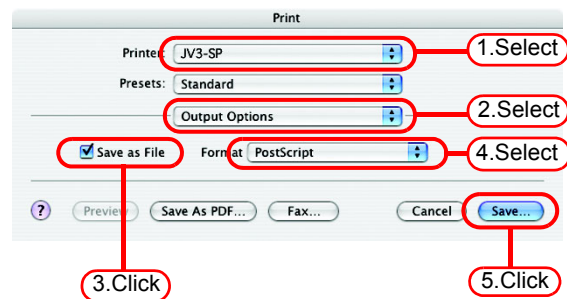 Print
Printer: JV3-SP 1.Select
Presets: Standard
Output Options 2.Select
Save as File Format PostScript 4.Select
? Preview Save As PDF... Fax... Cancel Save...
3.Click 5.Click